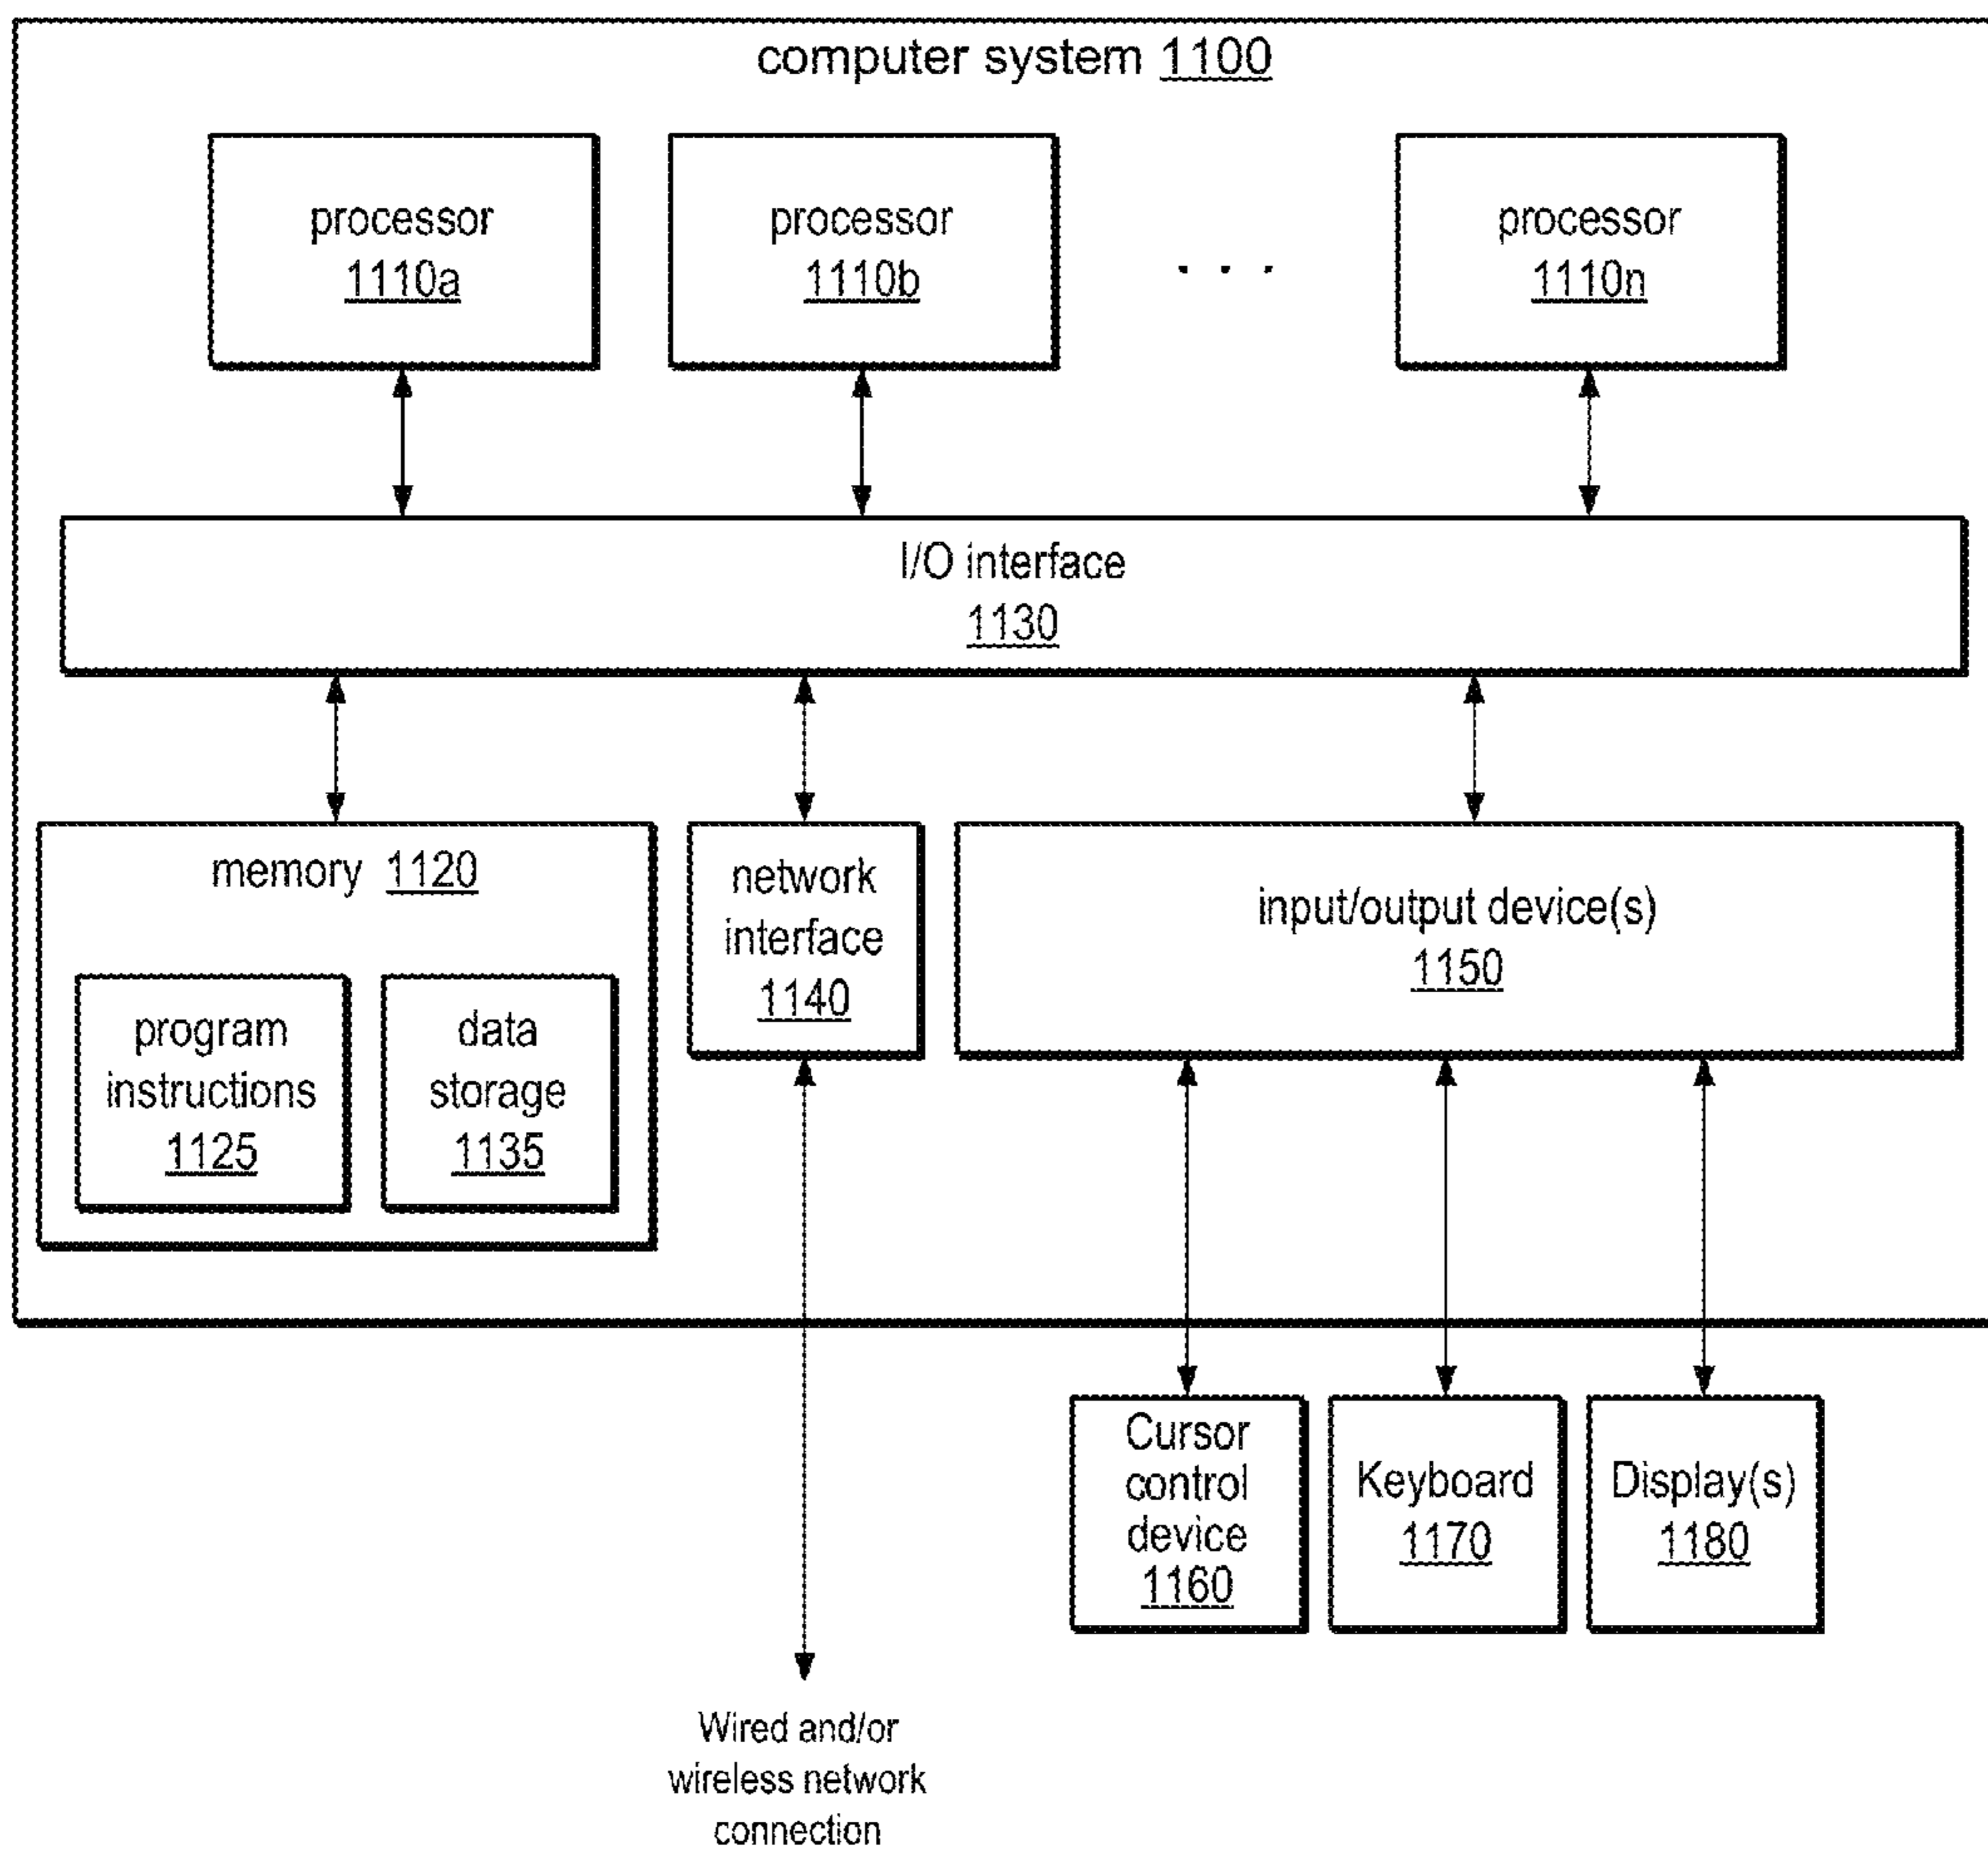 computer system 1100
processor
1110a
processor
1110b
. . .
processor
1110n
I/O interface
1130
memory 1120
program
instructions
1125
data
storage
1135
network
interface
1140
input/output device(s)
1150
Cursor
control
device
1160
Keyboard
1170
Display(s)
1180
Wired and/or
wireless network
connection